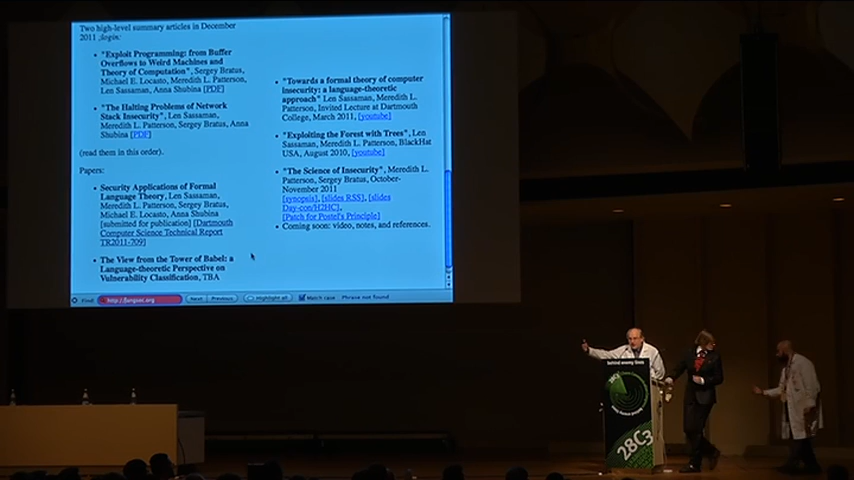 Two high-level summary articles in December
2011 ;login:
• "Exploit Programming: from Buffer
Overflows to Weird Machines and
Theory of Computation", Sergey Bratus,
Michael E. Locasto, Meredith L. Patterson,
Len Sassaman, Anna Shubina [PDF]
• "The Halting Problems of Network
Stack Insecurity", Len Sassaman,
Meredith L. Patterson, Sergey Bratus, Anna
Shubina [PDF]
(read them in this order).
Papers:
• Security Applications of Formal
Language Theory, Len Sassaman,
Meredith L. Patterson, Sergey
Bratus, Michael E. Locasto, Anna Shubina
[submitted for publication] [Dartmouth
Computer Science Technical Report
TR2011-709]
• The View from the Tower of Babel: a
Language-theoretic Perspective on
Vulnerability Classification, TBA
• "Towards a formal theory of computer
insecurity: a language-theoretic
approach" Len Sassaman, Meredith L.
Patterson, Invited Lecture at Dartmouth
College, March 2011, [youtube]
• "Exploiting the Forest with Trees", Len
Sassaman, Meredith L. Patterson, BlackHat
USA, August 2010, [youtube]
• "The Science of Insecurity", Meredith L.
Patterson, Sergey Bratus, October-
November 2011
[synopsis], [slides RSS], [slides
Day-con/H2HC],
[Patch for Postel's Principle]
• Coming soon: video, notes, and references.
Find: http://langsec.org Next Previous Highlight all Match case Phrase not found
behind enemy lines
28C3